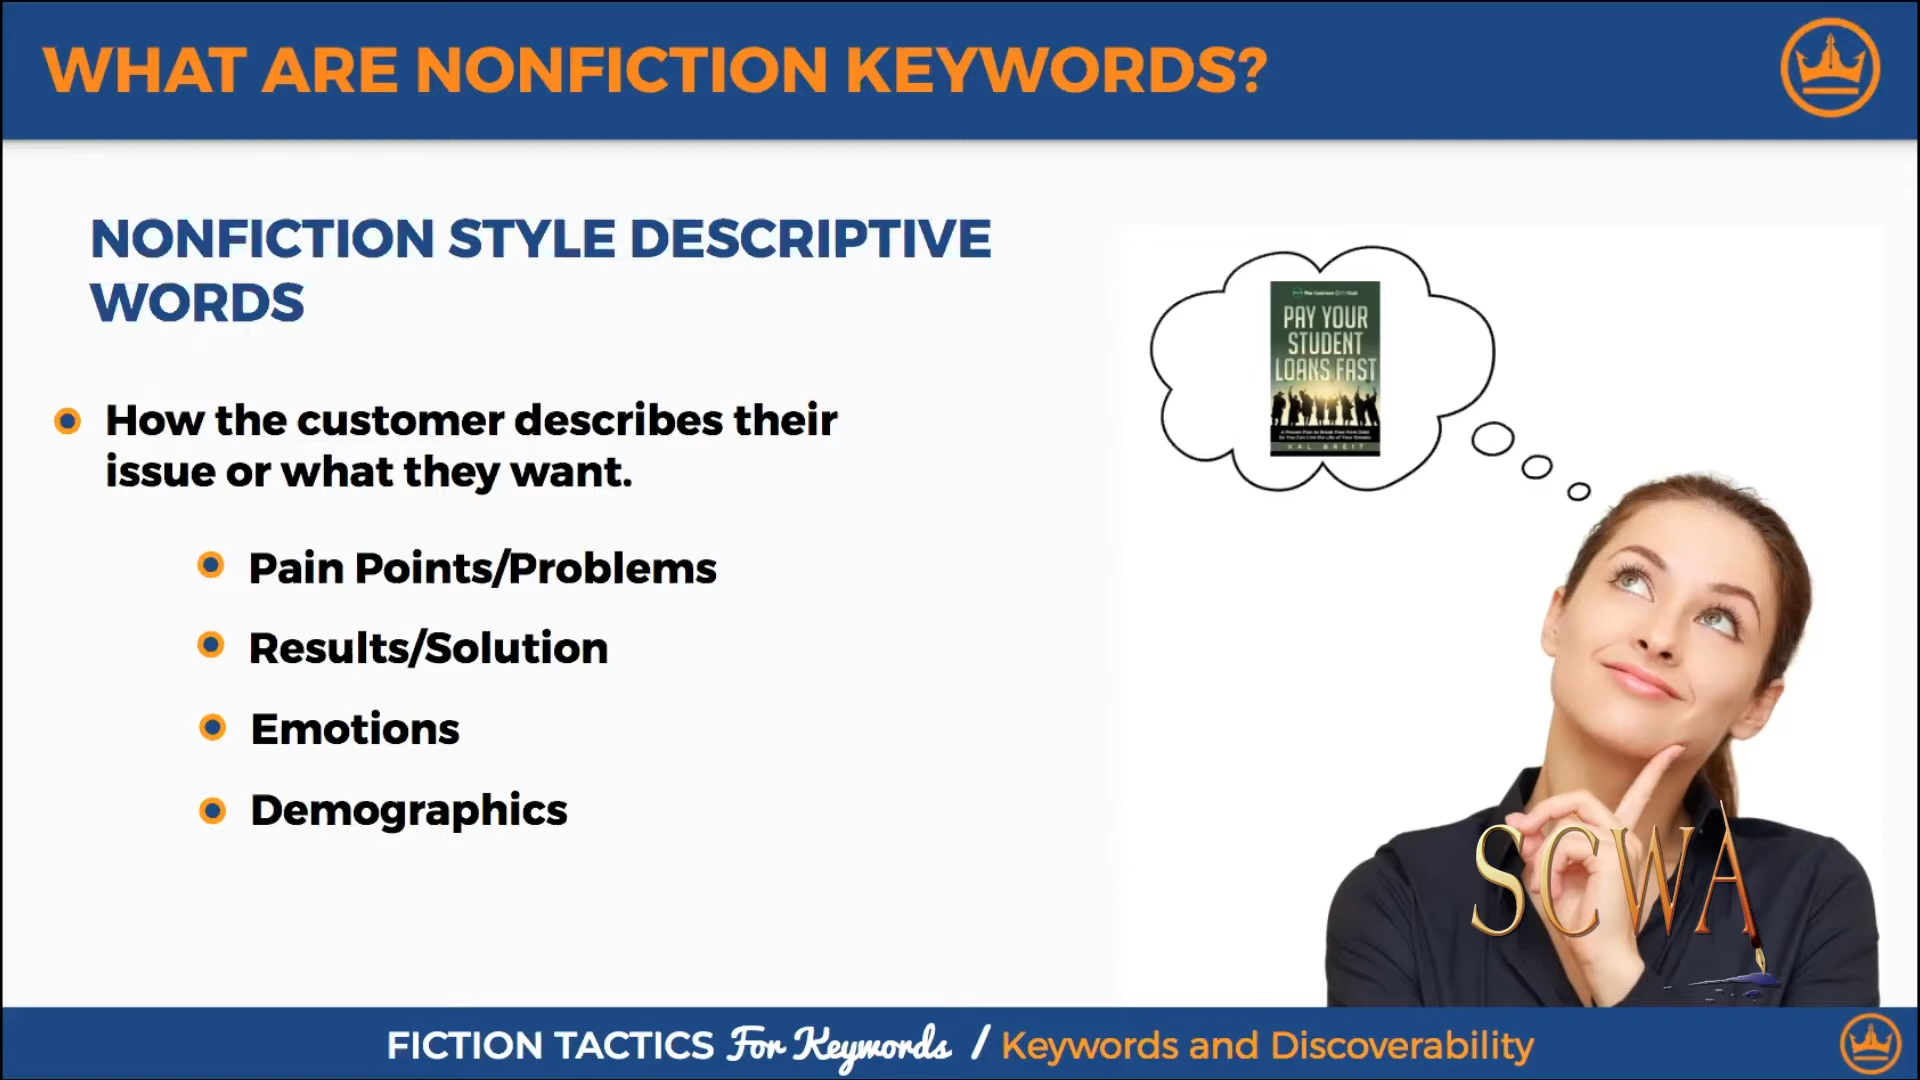 WHAT ARE NONFICTION KEYWORDS?
NONFICTION STYLE DESCRIPTIVE
WORDS
How the customer describes their
issue or what they want.
Pain Points/Problems
Results/Solution
Emotions
Demographics
PAY YOUR
STUDENT
LOANS FAST
VAL BREIT
SCWA
FICTION TACTICS For Keywords / Keywords and Discoverability